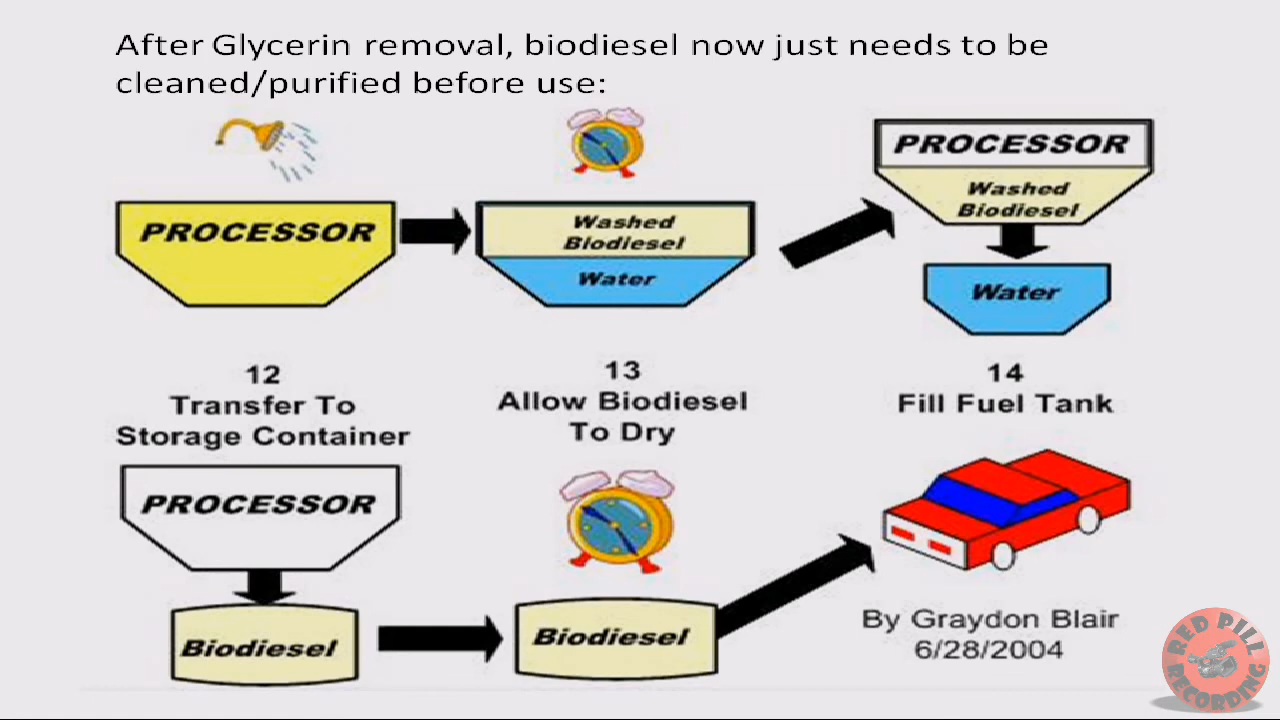 After Glycerin removal, biodiesel now just needs to be
cleaned/purified before use:
PROCESSOR
Washed
Biodiesel
Water
PROCESSOR
Washed
Biodiesel
Water
12
Transfer To
Storage Container
13
Allow Biodiesel
To Dry
14
Fill Fuel Tank
PROCESSOR
Biodiesel
Biodiesel
By Graydon Blair
6/28/2004
RED PILL
RECORDING